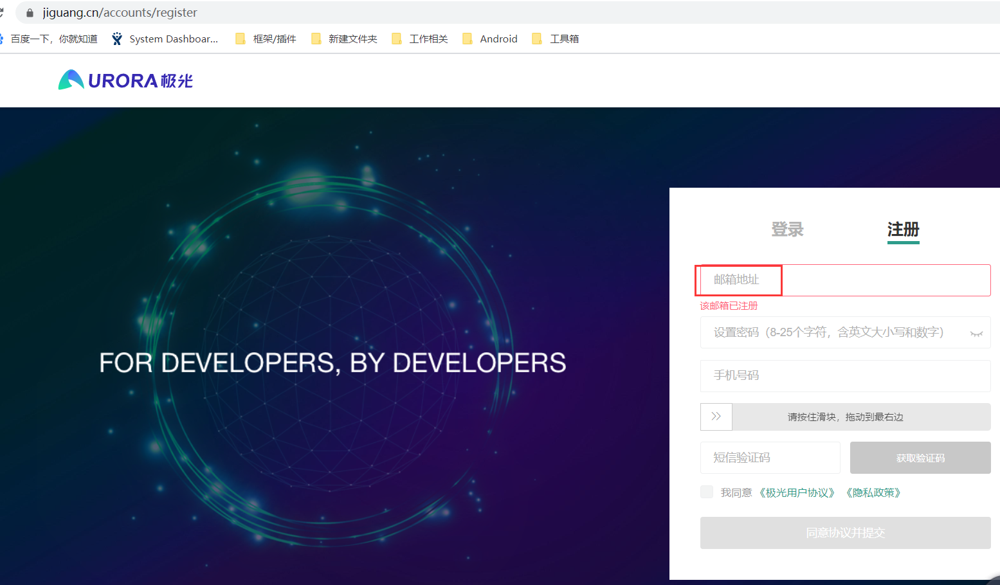 jiguang.cn/accounts/register
百度一下，你就知道 System Dashboar... 框架/插件 新建文件夹 工作相关 Android 工具箱
URORA极光
FOR DEVELOPERS, BY DEVELOPERS
登录 注册
邮箱地址
该邮箱已注册
设置密码（8-25个字符，含英文大小写和数字）
手机号码
请按住滑块，拖动到最右边
短信验证码 获取验证码
我同意《极光用户协议》《隐私政策》
同意协议并提交